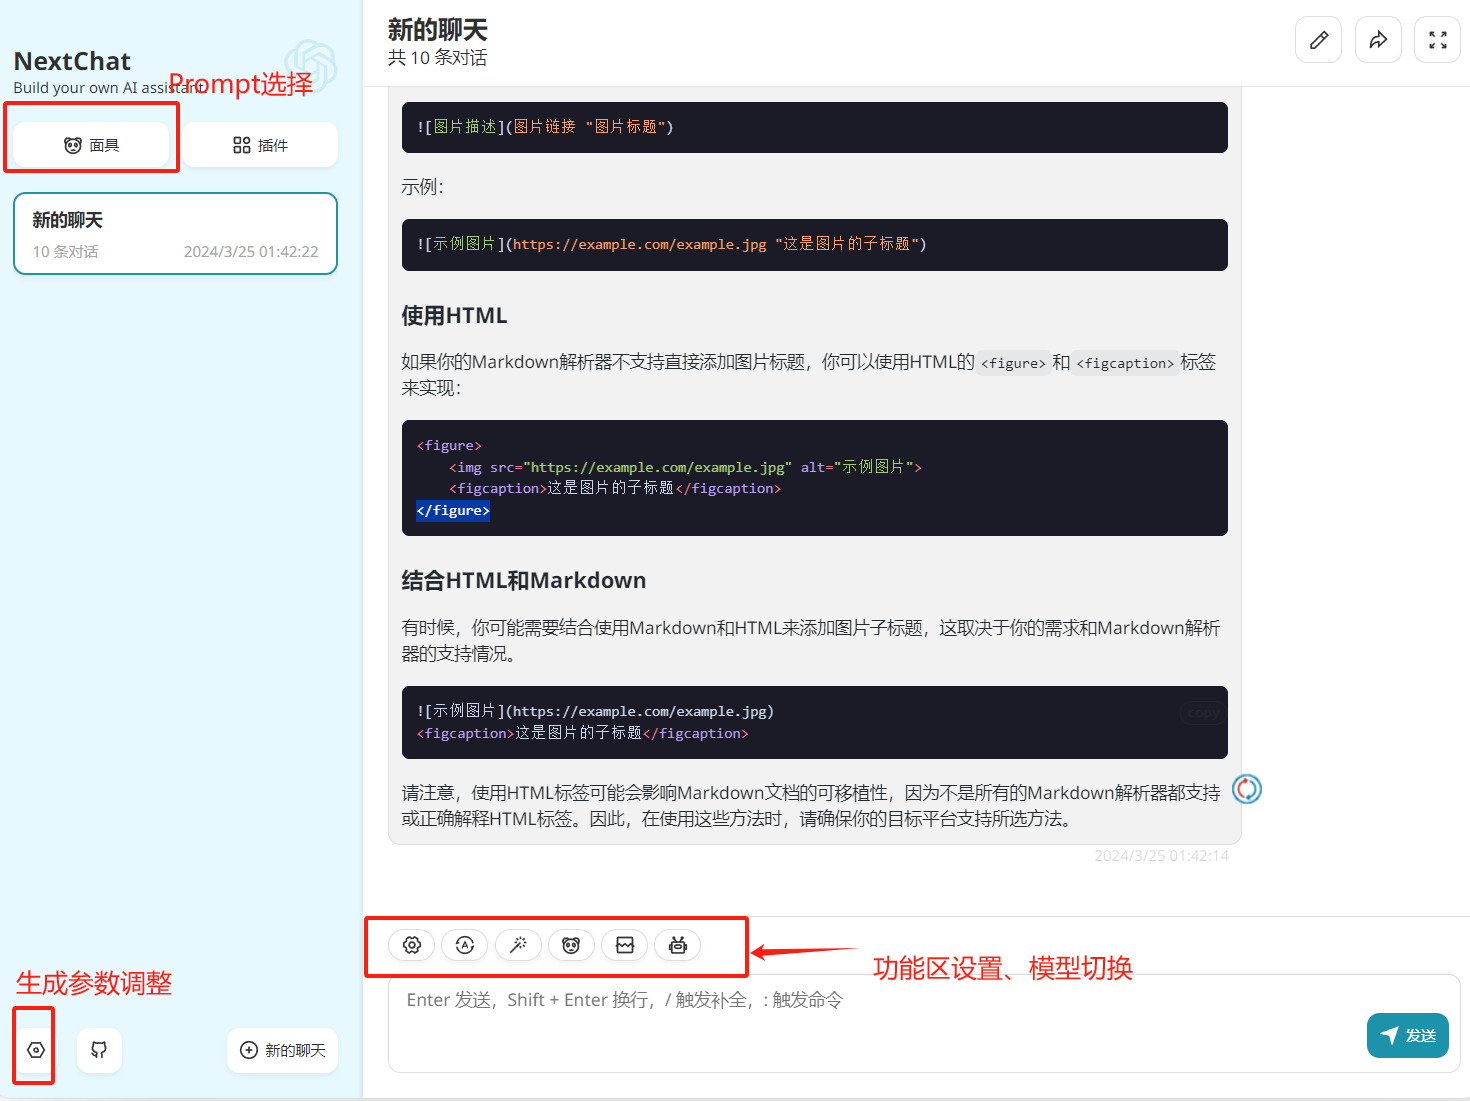 NextChat
Build your own AI assistant.
Prompt选择
面具
插件
新的聊天
10 条对话
2024/3/25 01:42:22
生成参数调整
新的聊天
新的聊天
共 10 条对话
![图片描述](图片链接 "图片标题")
示例：
![示例图片](https://example.com/example.jpg "这是图片的子标题")
使用HTML
如果你的Markdown解析器不支持直接添加图片标题，你可以使用HTML的 <figure> 和 <figcaption> 标签
来实现：
<figure>
    <img src="https://example.com/example.jpg" alt="示例图片">
    <figcaption>这是图片的子标题</figcaption>
</figure>
结合HTML和Markdown
有时候，你可能需要结合使用Markdown和HTML来添加图片子标题，这取决于你的需求和Markdown解析
器的支持情况。
![示例图片](https://example.com/example.jpg)
copy
<figcaption>这是图片的子标题</figcaption>
请注意，使用HTML标签可能会影响Markdown文档的可移植性，因为不是所有的Markdown解析器都支持
或正确解释HTML标签。因此，在使用这些方法时，请确保你的目标平台支持所选方法。
2024/3/25 01:42:14
功能区设置、模型切换
Enter 发送，Shift + Enter 换行，/ 触发补全，: 触发命令
发送